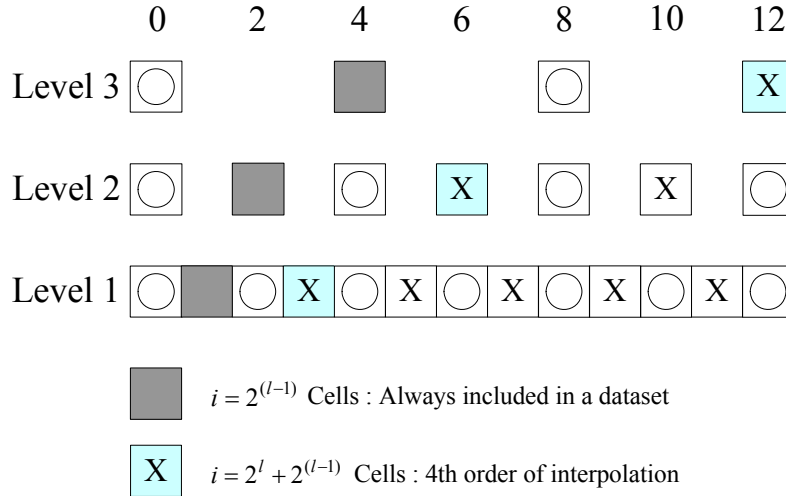 0 2 4 6 8 10 12
Level 3 X
Level 2 X X
Level 1 X X X X X
i = 2^(l−1) Cells : Always included in a dataset
X i = 2^l + 2^(l−1) Cells : 4th order of interpolation